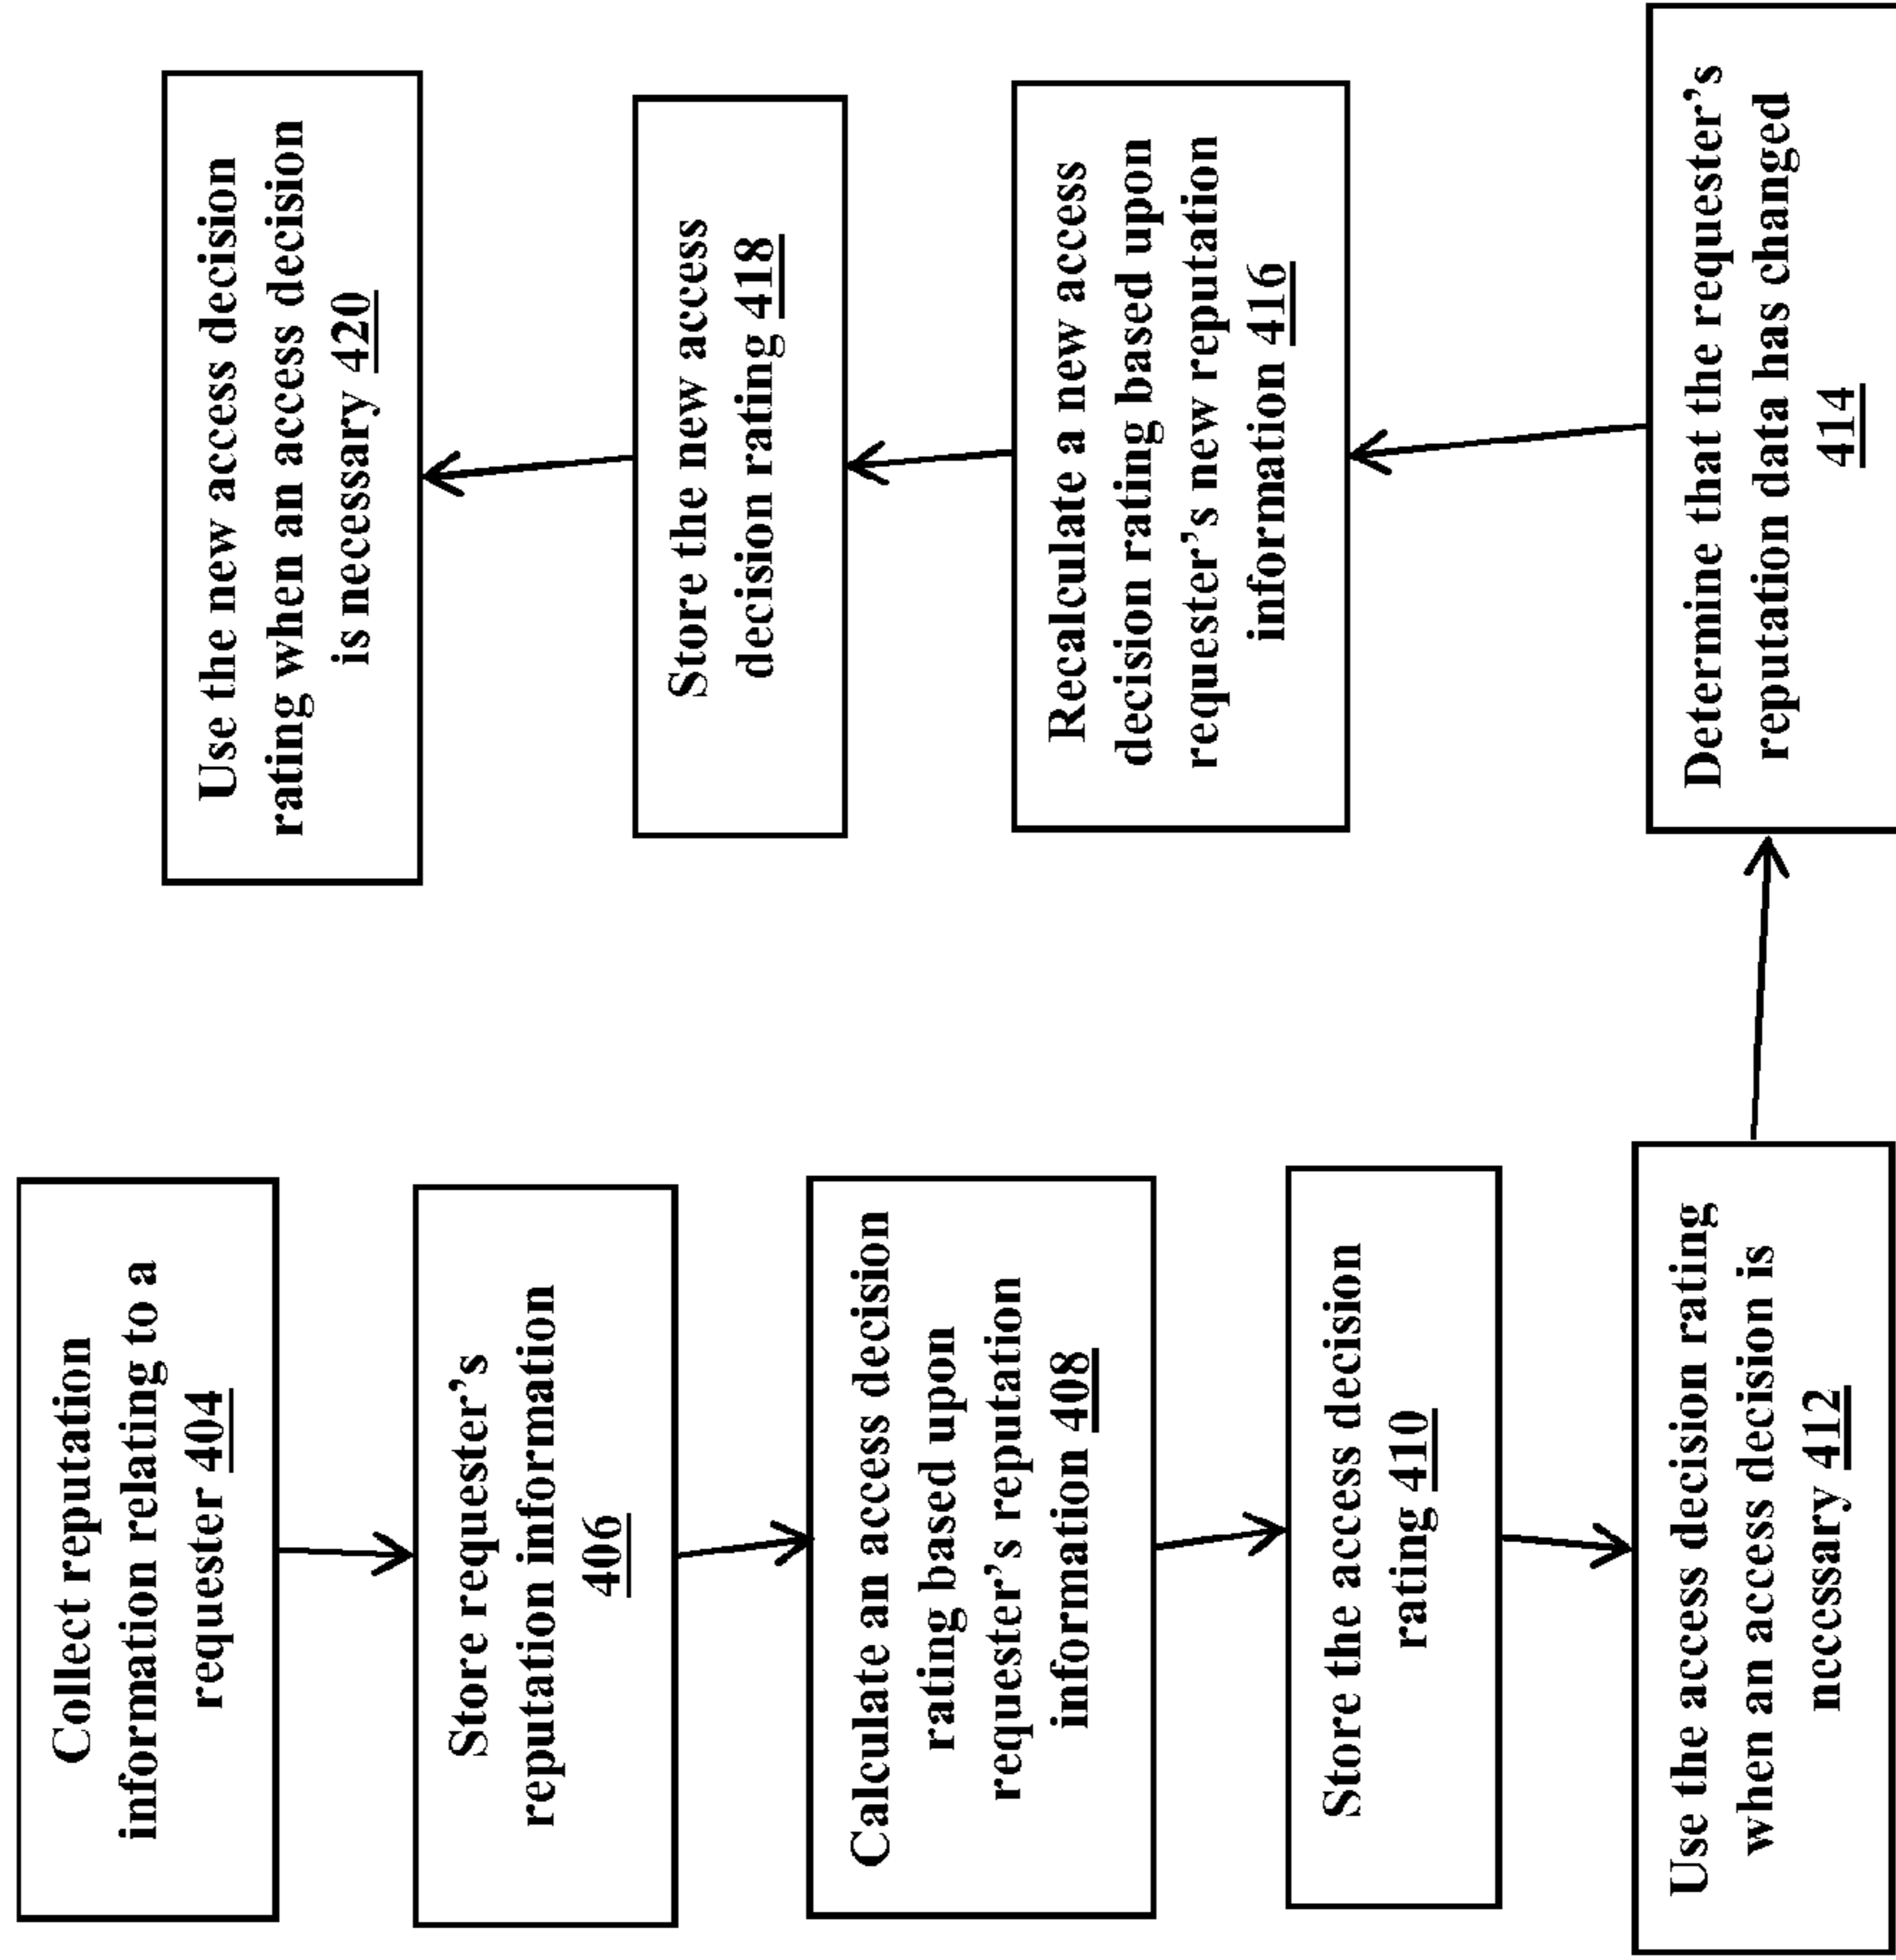 Collect reputation
information relating to a
requester 404
Store requester's
reputation information
406
Calculate an access decision
rating based upon
requester's reputation
information 408
Store the access decision
rating 410
Use the access decision rating
when an access decision is
necessary 412
Determine that the requester's
reputation data has changed
414
Recalculate a new access
decision rating based upon
requester's new reputation
information 416
Store the new access
decision rating 418
Use the new access decision
rating when an access decision
is necessary 420